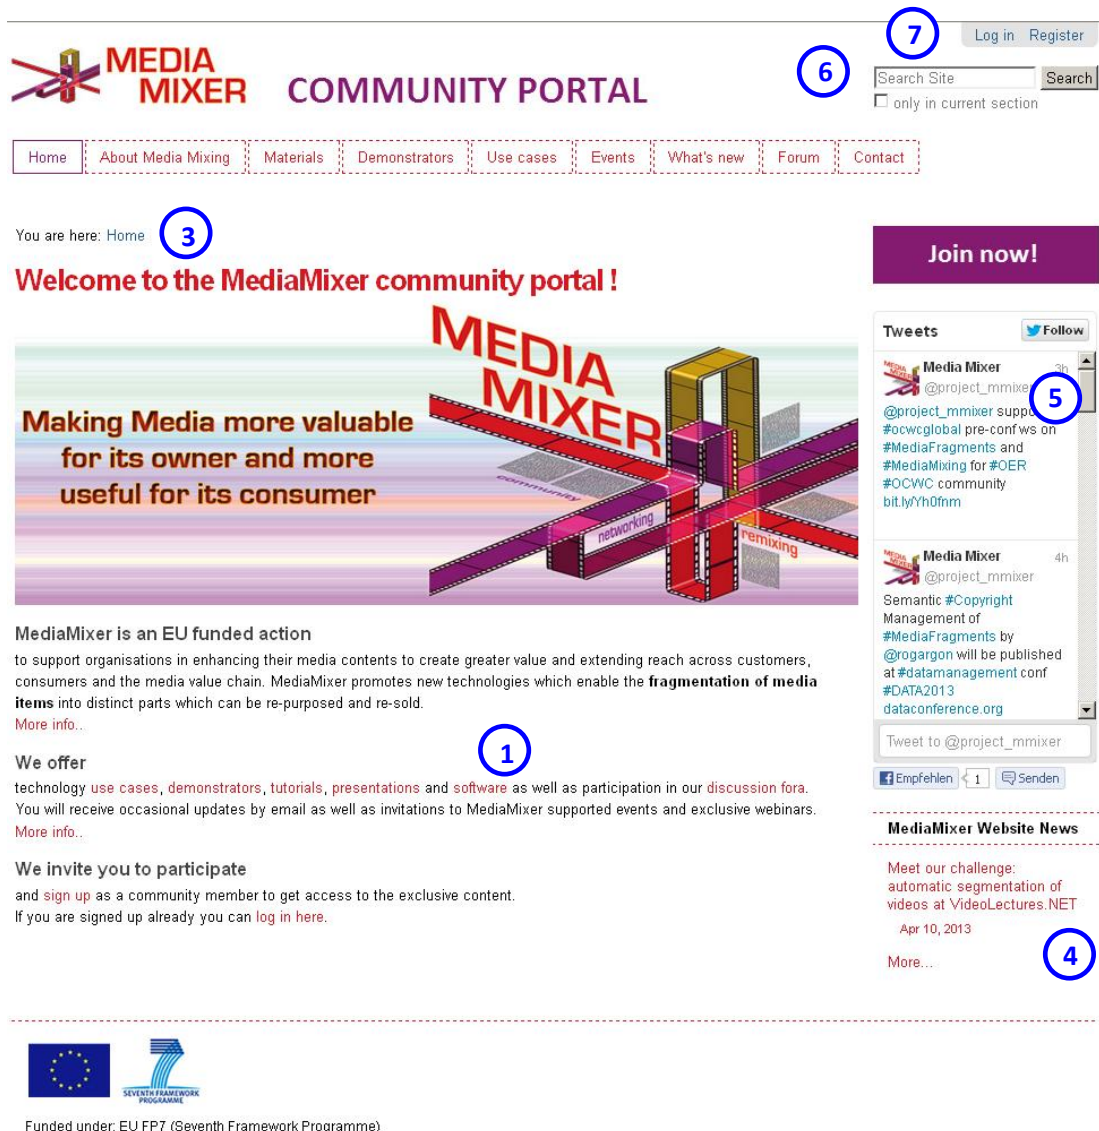 7
Log in Register
MEDIA
MIXER
COMMUNITY PORTAL
6
Search Site
Search
only in current section
Home About Media Mixing Materials Demonstrators Use cases Events What's new Forum Contact
You are here: Home
3
Join now!
Welcome to the MediaMixer community portal !
MEDIA
MIXER
Making Media more valuable
for its owner and more
useful for its consumer
community
networking
remixing
Tweets
Follow
Media Mixer 3h
@project_mmixer
5
@project_mmixer suppo
#ocwcglobal pre-conf ws on
#MediaFragments and
#MediaMixing for #OER
#OCWC community
bit.ly/Yh0fnm
Media Mixer 4h
@project_mmixer
Semantic #Copyright
Management of
#MediaFragments by
@rogargon will be published
at #datamanagement conf
#DATA2013
dataconference.org
Tweet to @project_mmixer
Empfehlen 1 Senden
MediaMixer is an EU funded action
to support organisations in enhancing their media contents to create greater value and extending reach across customers,
consumers and the media value chain. MediaMixer promotes new technologies which enable the fragmentation of media
items into distinct parts which can be re-purposed and re-sold.
More info..
1
We offer
technology use cases, demonstrators, tutorials, presentations and software as well as participation in our discussion fora.
You will receive occasional updates by email as well as invitations to MediaMixer supported events and exclusive webinars.
More info..
We invite you to participate
and sign up as a community member to get access to the exclusive content.
If you are signed up already you can log in here.
MediaMixer Website News
Meet our challenge:
automatic segmentation of
videos at VideoLectures.NET
Apr 10, 2013
More...
4
7
SEVENTH FRAMEWORK
PROGRAMME
Funded under: EU FP7 (Seventh Framework Programme)